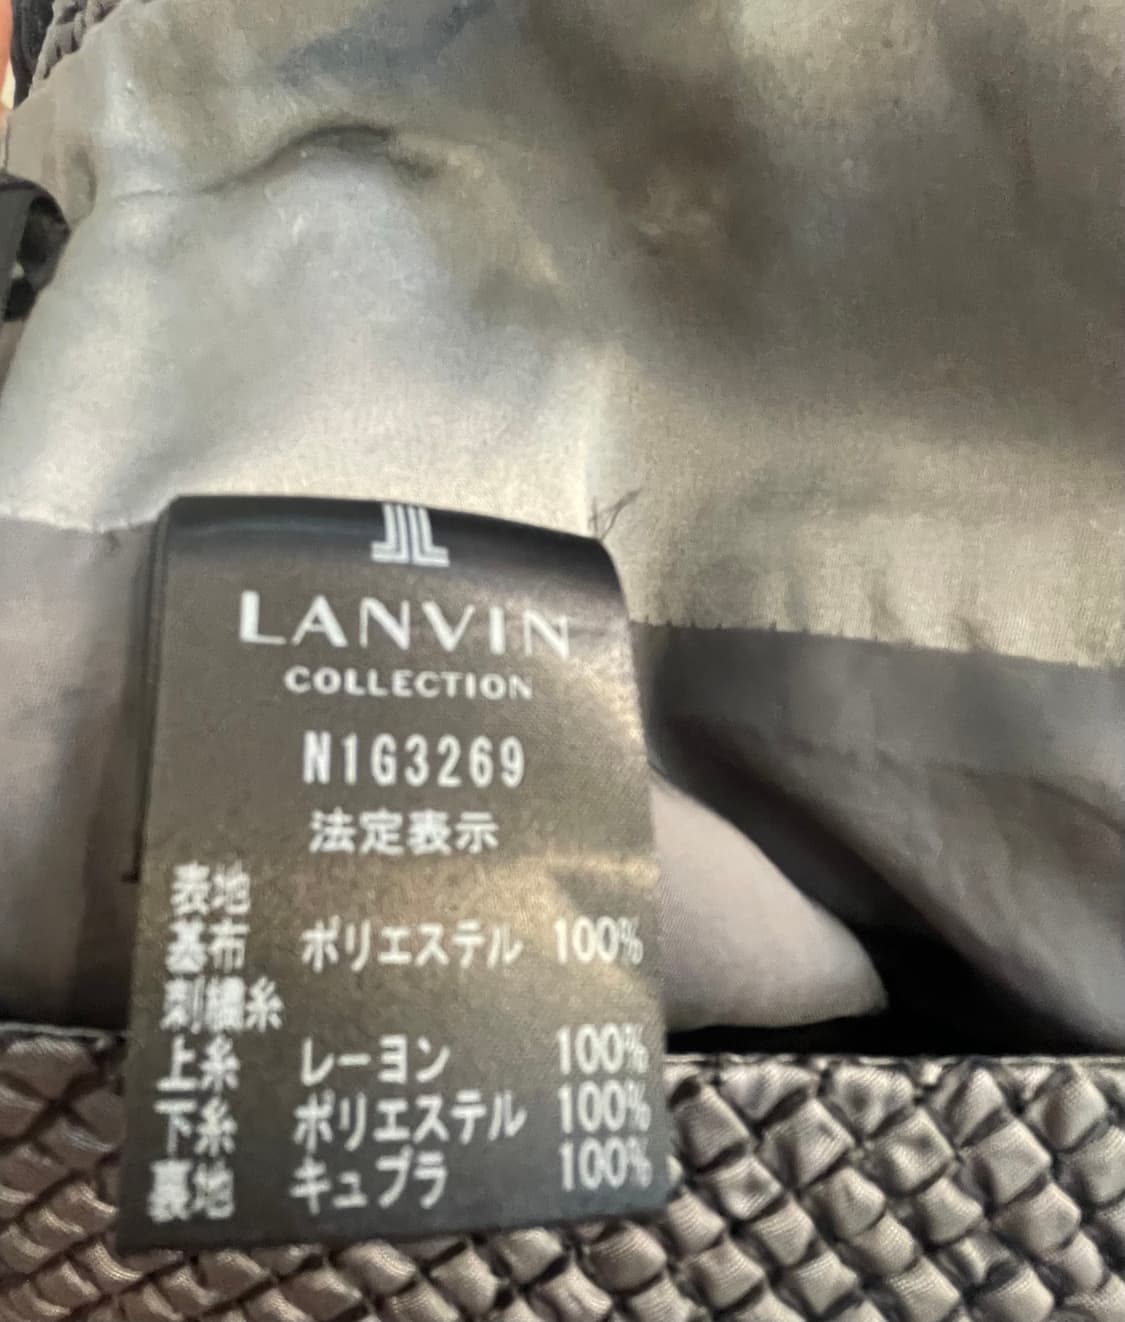 LANVIN
COLLECTION
N1G3269
法定表示
表地
基布 ポリエステル 100%
刺繍糸
上糸 レーヨン 100%
下糸 ポリエステル 100%
裏地 キュプラ 100%